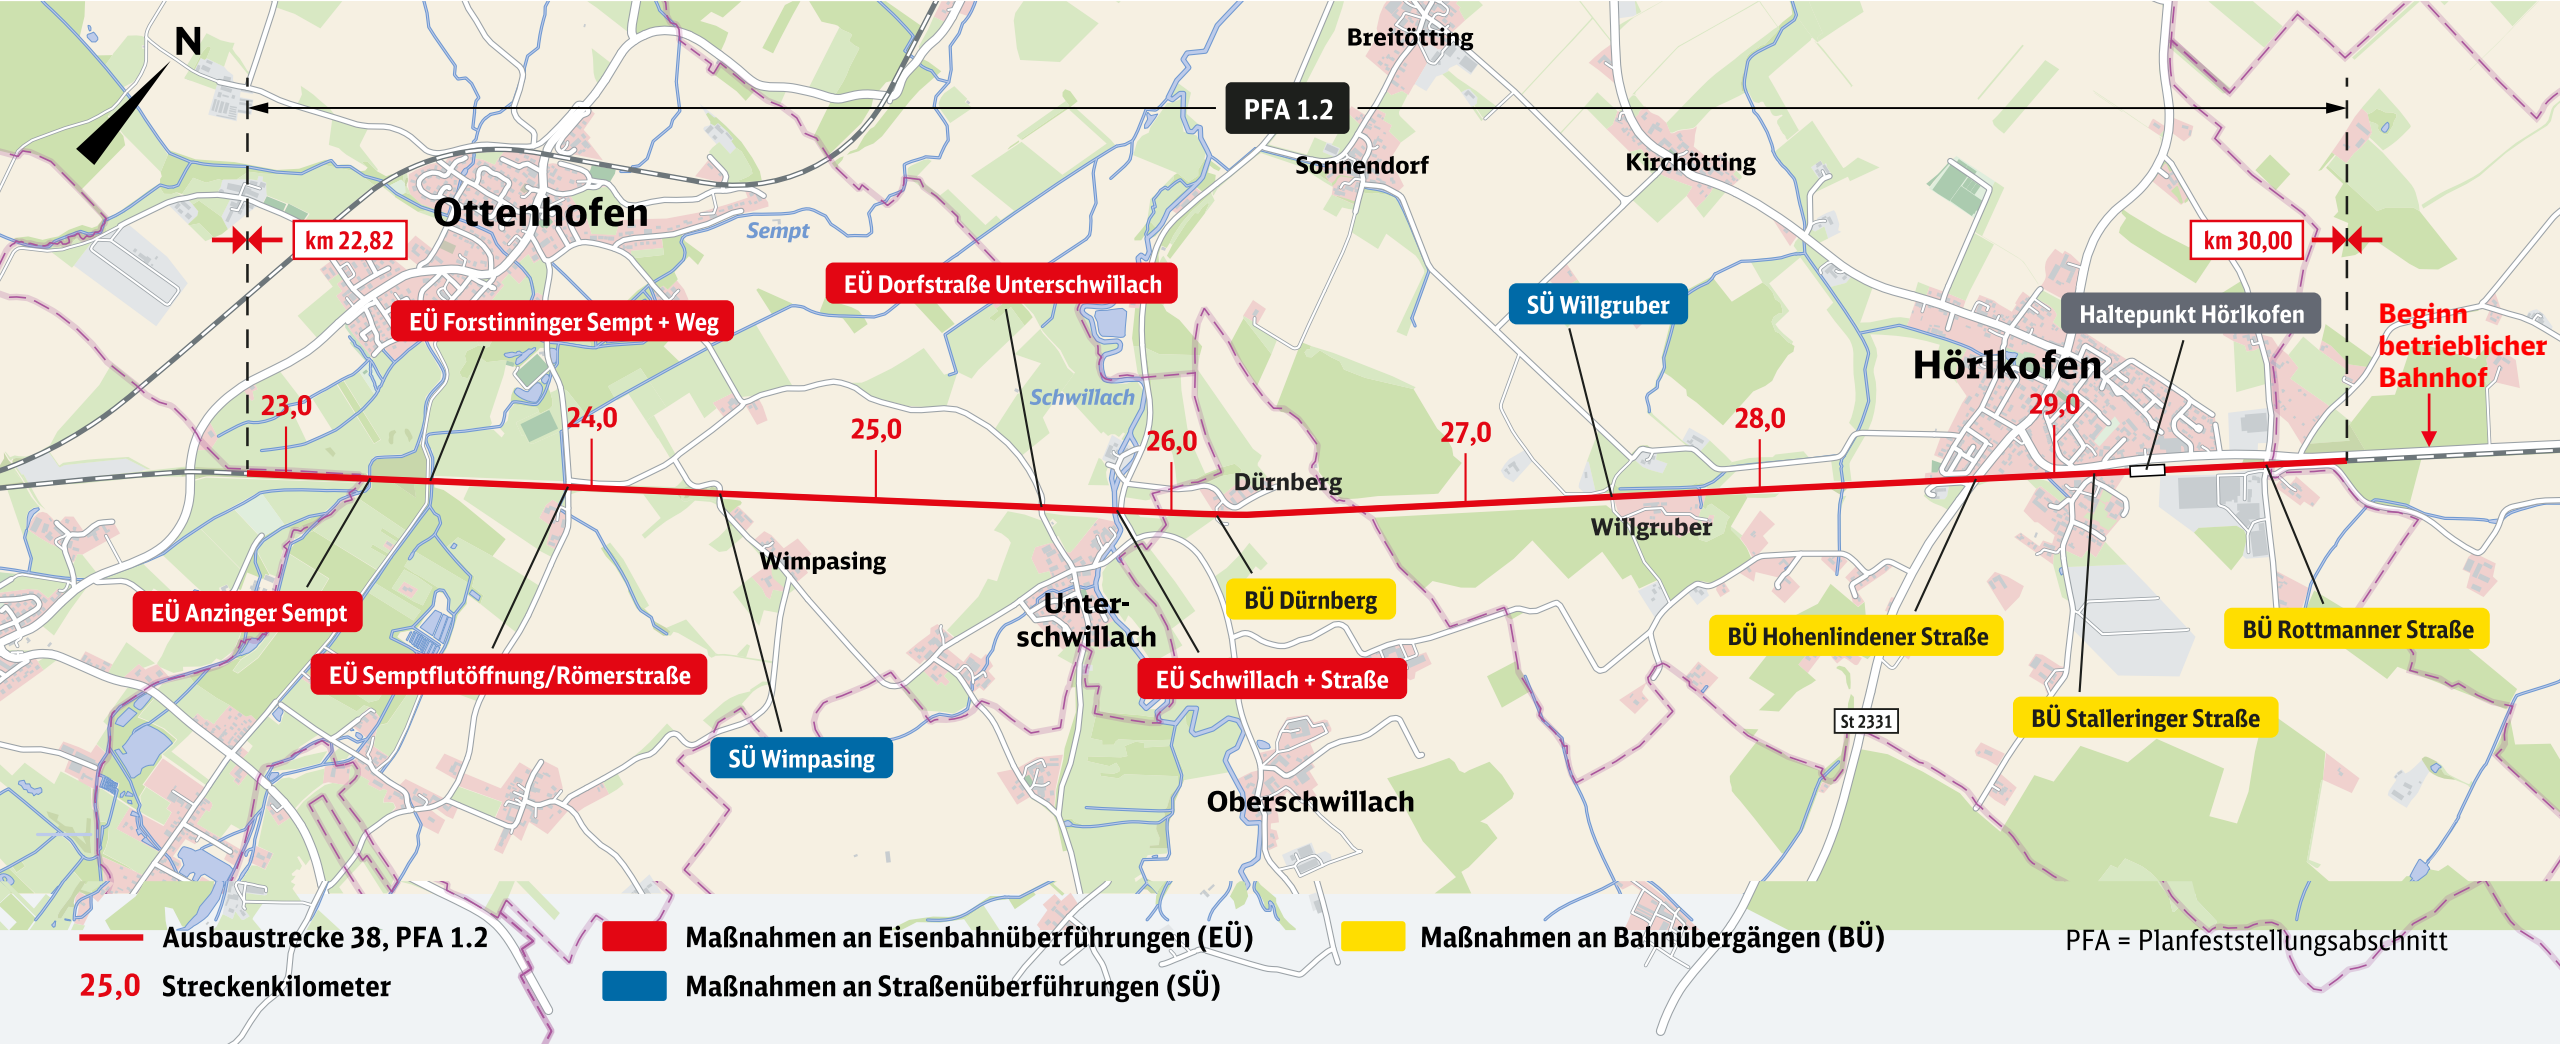 N
Breitötting
PFA 1.2
Sonnendorf
Kirchötting
Ottenhofen
Sempt
km 22,82
km 30,00
EÜ Dorfstraße Unterschwillach
SÜ Willgruber
Haltepunkt Hörlkofen
EÜ Forstinninger Sempt + Weg
Beginn
betrieblicher
Bahnhof
Hörlkofen
Schwillach
23,0
24,0
25,0
26,0
27,0
28,0
29,0
Dürnberg
Willgruber
Wimpasing
EÜ Anzinger Sempt
Unter-
schwillach
BÜ Dürnberg
BÜ Hohenlindener Straße
BÜ Rottmanner Straße
EÜ Semptflutöffnung/Römerstraße
EÜ Schwillach + Straße
St 2331
BÜ Stalleringer Straße
SÜ Wimpasing
Oberschwillach
Ausbaustrecke 38, PFA 1.2
Maßnahmen an Eisenbahnüberführungen (EÜ)
Maßnahmen an Bahnübergängen (BÜ)
PFA = Planfeststellungsabschnitt
25,0 Streckenkilometer
Maßnahmen an Straßenüberführungen (SÜ)